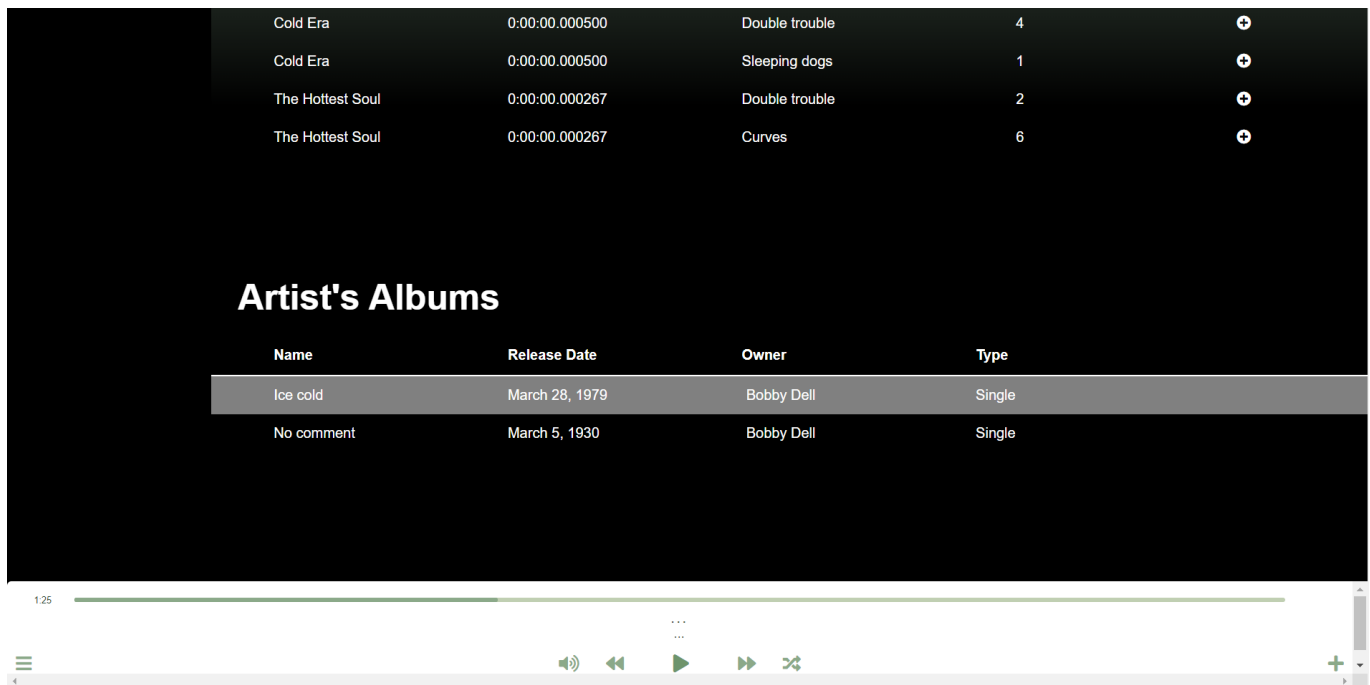 Cold Era 0:00:00.000500 Double trouble 4
Cold Era 0:00:00.000500 Sleeping dogs 1
The Hottest Soul 0:00:00.000267 Double trouble 2
The Hottest Soul 0:00:00.000267 Curves 6
Artist's Albums
Name Release Date Owner Type
Ice cold March 28, 1979 Bobby Dell Single
No comment March 5, 1930 Bobby Dell Single
1:25
...
...